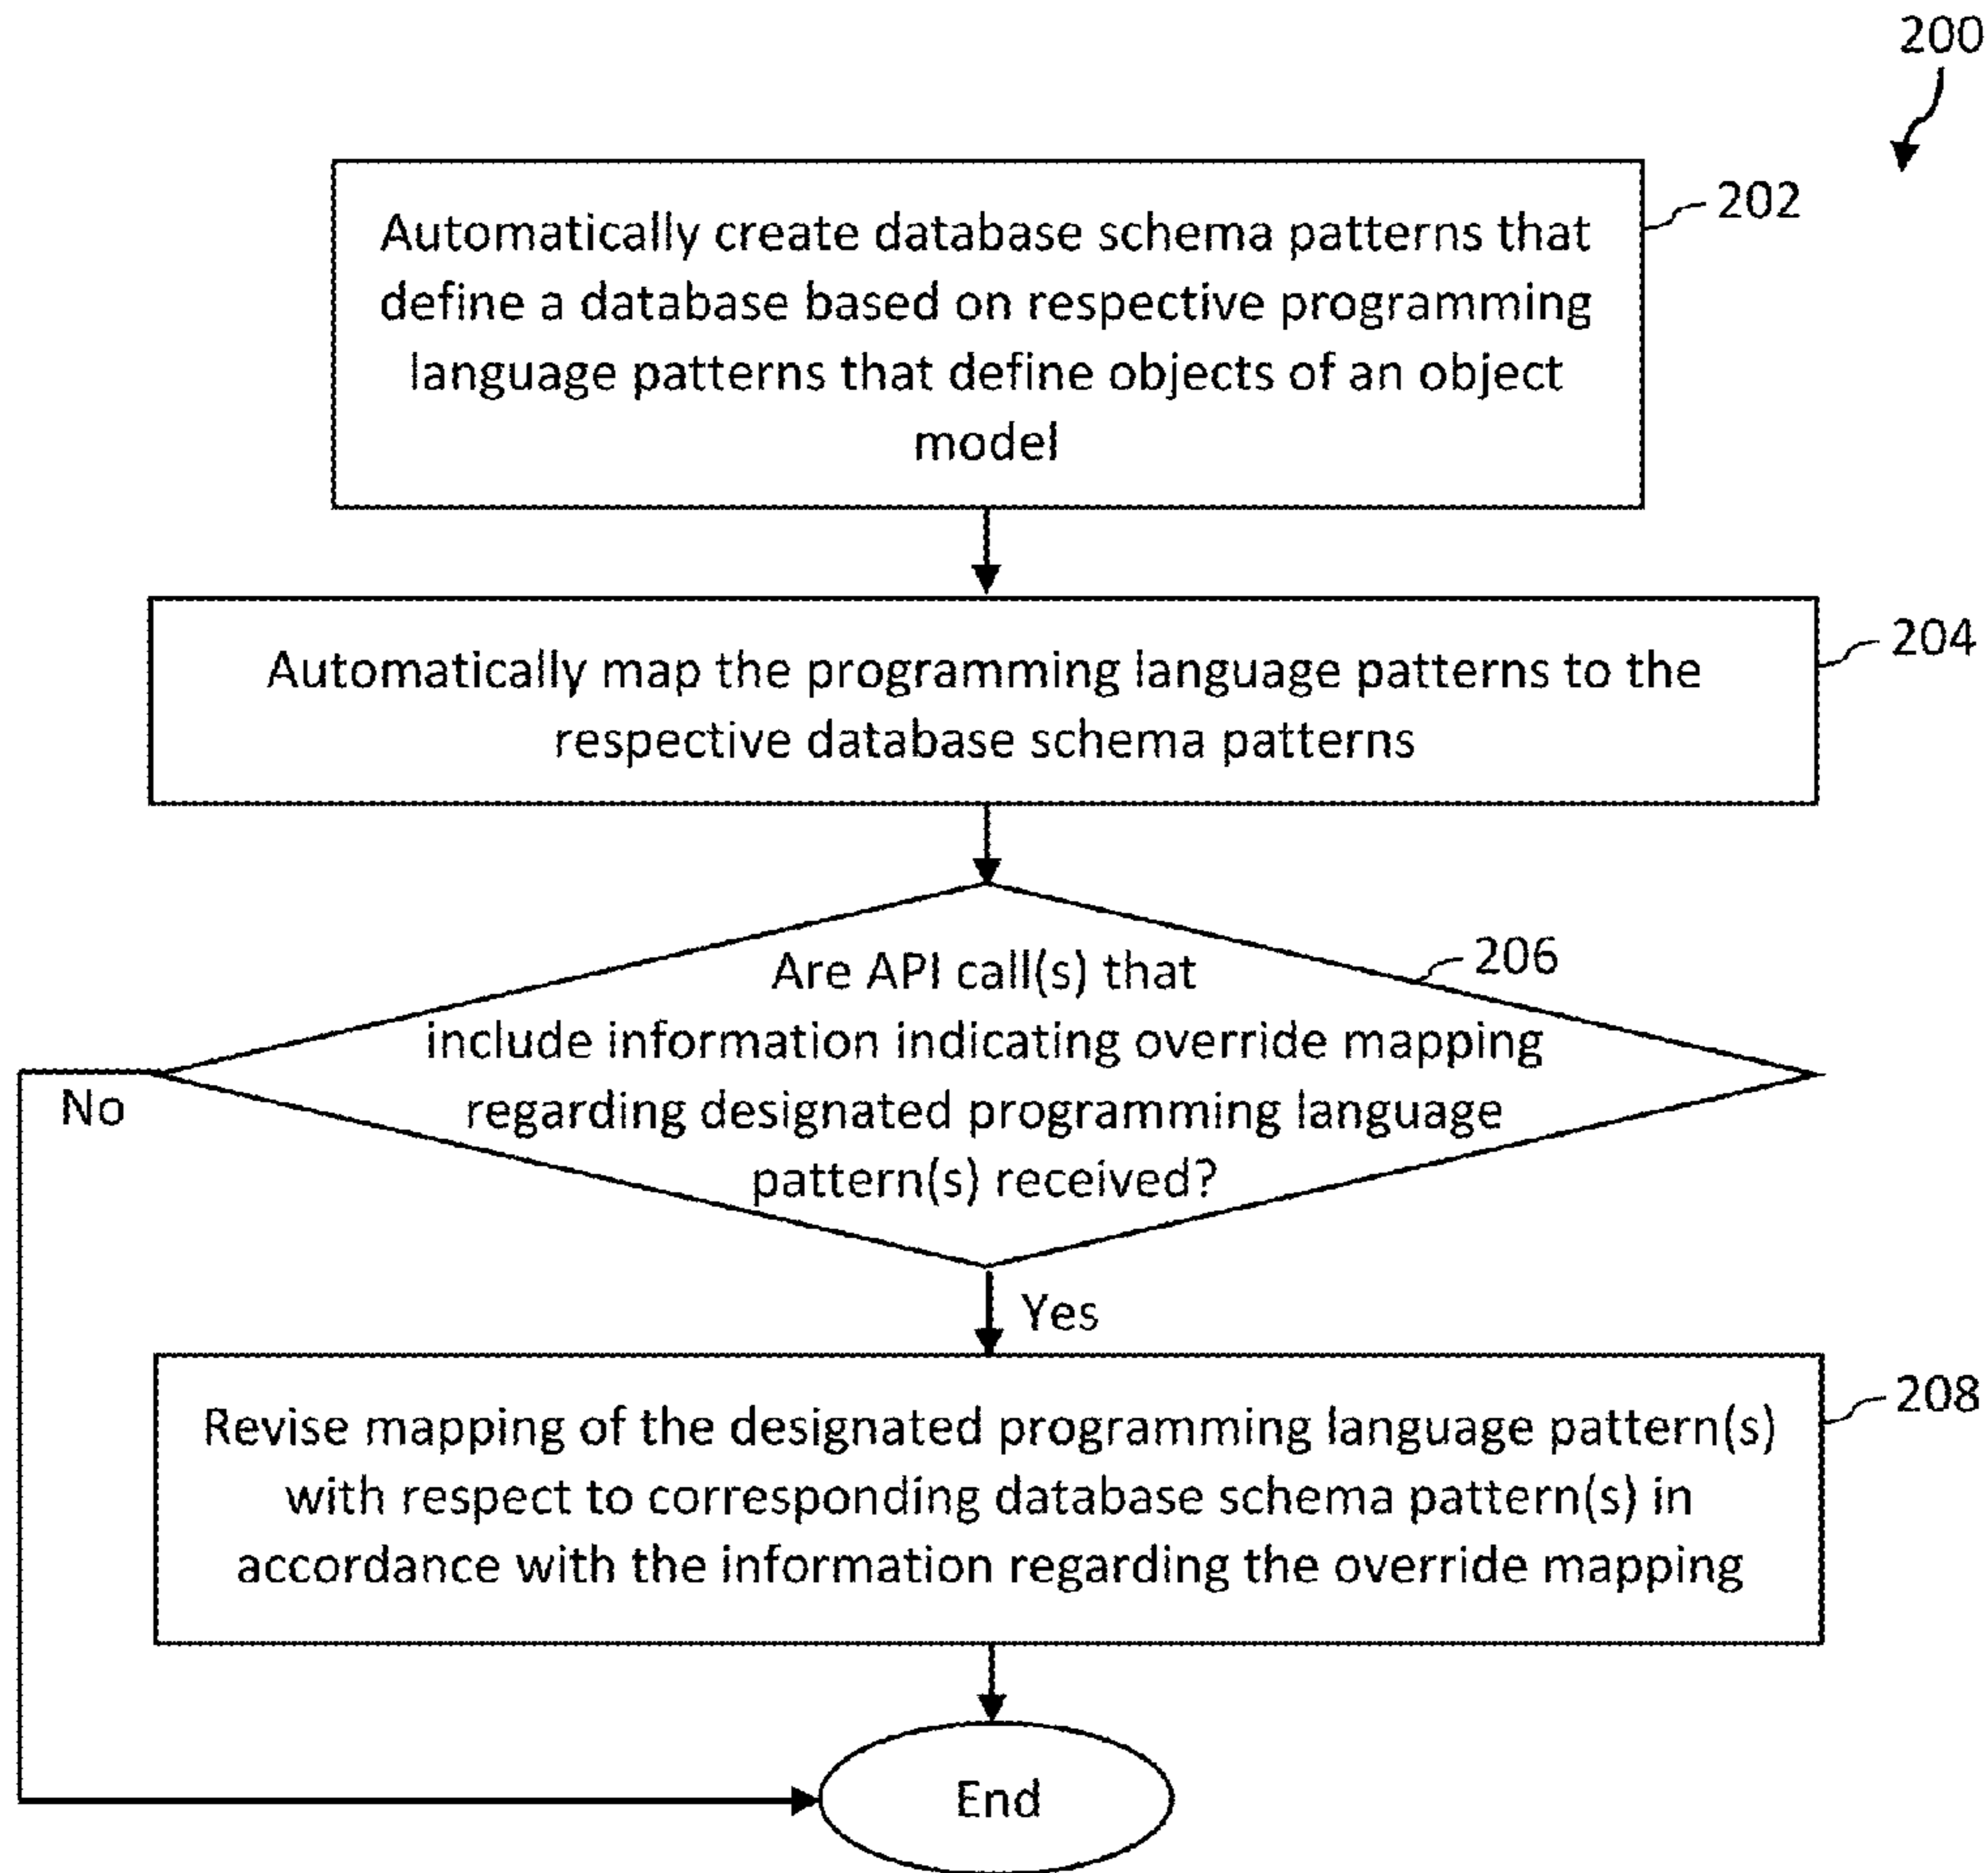 200
202
Automatically create database schema patterns that
define a database based on respective programming
language patterns that define objects of an object
model
204
Automatically map the programming language patterns to the
respective database schema patterns
206
Are API call(s) that
include information indicating override mapping
regarding designated programming language
pattern(s) received?
No
Yes
208
Revise mapping of the designated programming language pattern(s)
with respect to corresponding database schema pattern(s) in
accordance with the information regarding the override mapping
End